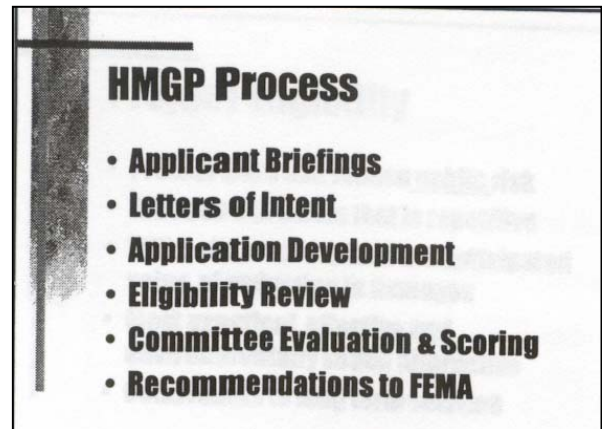 HMGP Process
• Applicant Briefings
• Letters of Intent
• Application Development
• Eligibility Review
• Committee Evaluation & Scoring
• Recommendations to FEMA